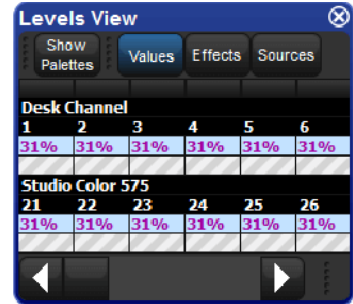 Levels View
Show Palettes Values Effects Sources
Desk Channel
1 2 3 4 5 6
31% 31% 31% 31% 31% 31%
Studio Color 575
21 22 23 24 25 26
31% 31% 31% 31% 31% 31%